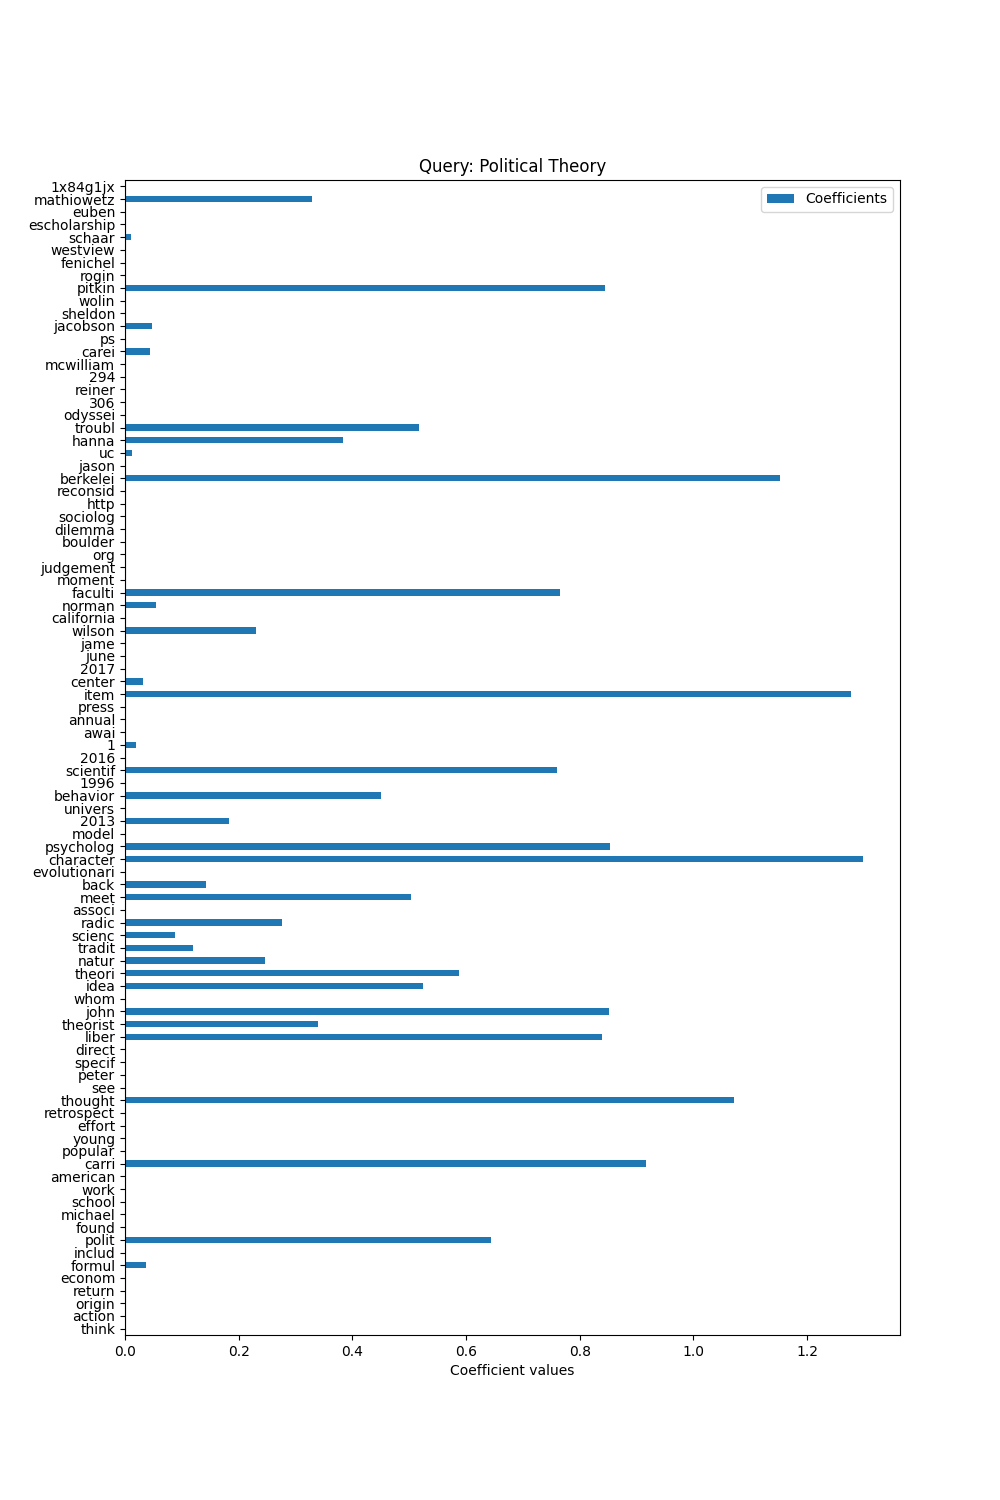 Query: Political Theory
Coefficients
1x84g1jx
mathiowetz
euben
escholarship
schaar
westview
fenichel
rogin
pitkin
wolin
sheldon
jacobson
ps
carei
mcwilliam
294
reiner
306
odyssei
troubl
hanna
uc
jason
berkelei
reconsid
http
sociolog
dilemma
boulder
org
judgement
moment
faculti
norman
california
wilson
jame
june
2017
center
item
press
annual
awai
1
2016
scientif
1996
behavior
univers
2013
model
psycholog
character
evolutionari
back
meet
associ
radic
scienc
tradit
natur
theori
idea
whom
john
theorist
liber
direct
specif
peter
see
thought
retrospect
effort
young
popular
carri
american
work
school
michael
found
polit
includ
formul
econom
return
origin
action
think
0.0 0.2 0.4 0.6 0.8 1.0 1.2
Coefficient values